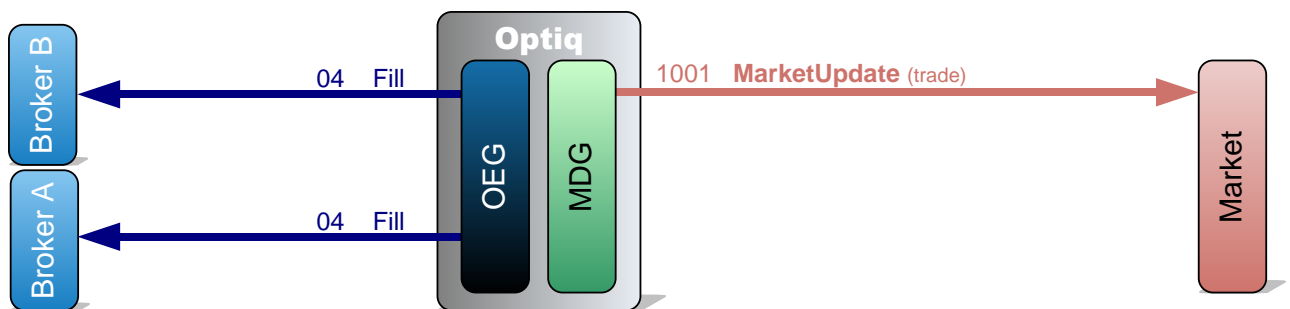 Optiq
Broker B
04 Fill
1001 MarketUpdate (trade)
OEG
MDG
Market
Broker A
04 Fill